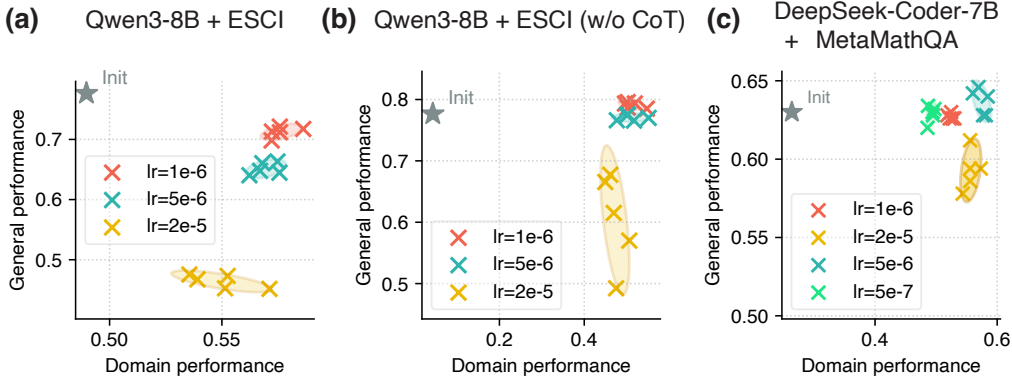 (a) Qwen3-8B + ESCI
General performance
0.7
0.6
0.5
Init
lr=1e-6
lr=5e-6
lr=2e-5
0.50 0.55
Domain performance
(b) Qwen3-8B + ESCI (w/o CoT)
General performance
0.8
0.7
0.6
0.5
Init
lr=1e-6
lr=5e-6
lr=2e-5
0.2 0.4
Domain performance
(c) DeepSeek-Coder-7B
+ MetaMathQA
General performance
0.65
0.60
0.55
0.50
Init
lr=1e-6
lr=2e-5
lr=5e-6
lr=5e-7
0.4 0.6
Domain performance